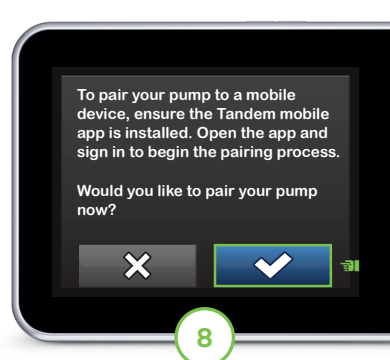 To pair your pump to a mobile
device, ensure the Tandem mobile
app is installed. Open the app and
sign in to begin the pairing process.
Would you like to pair your pump
now?
8